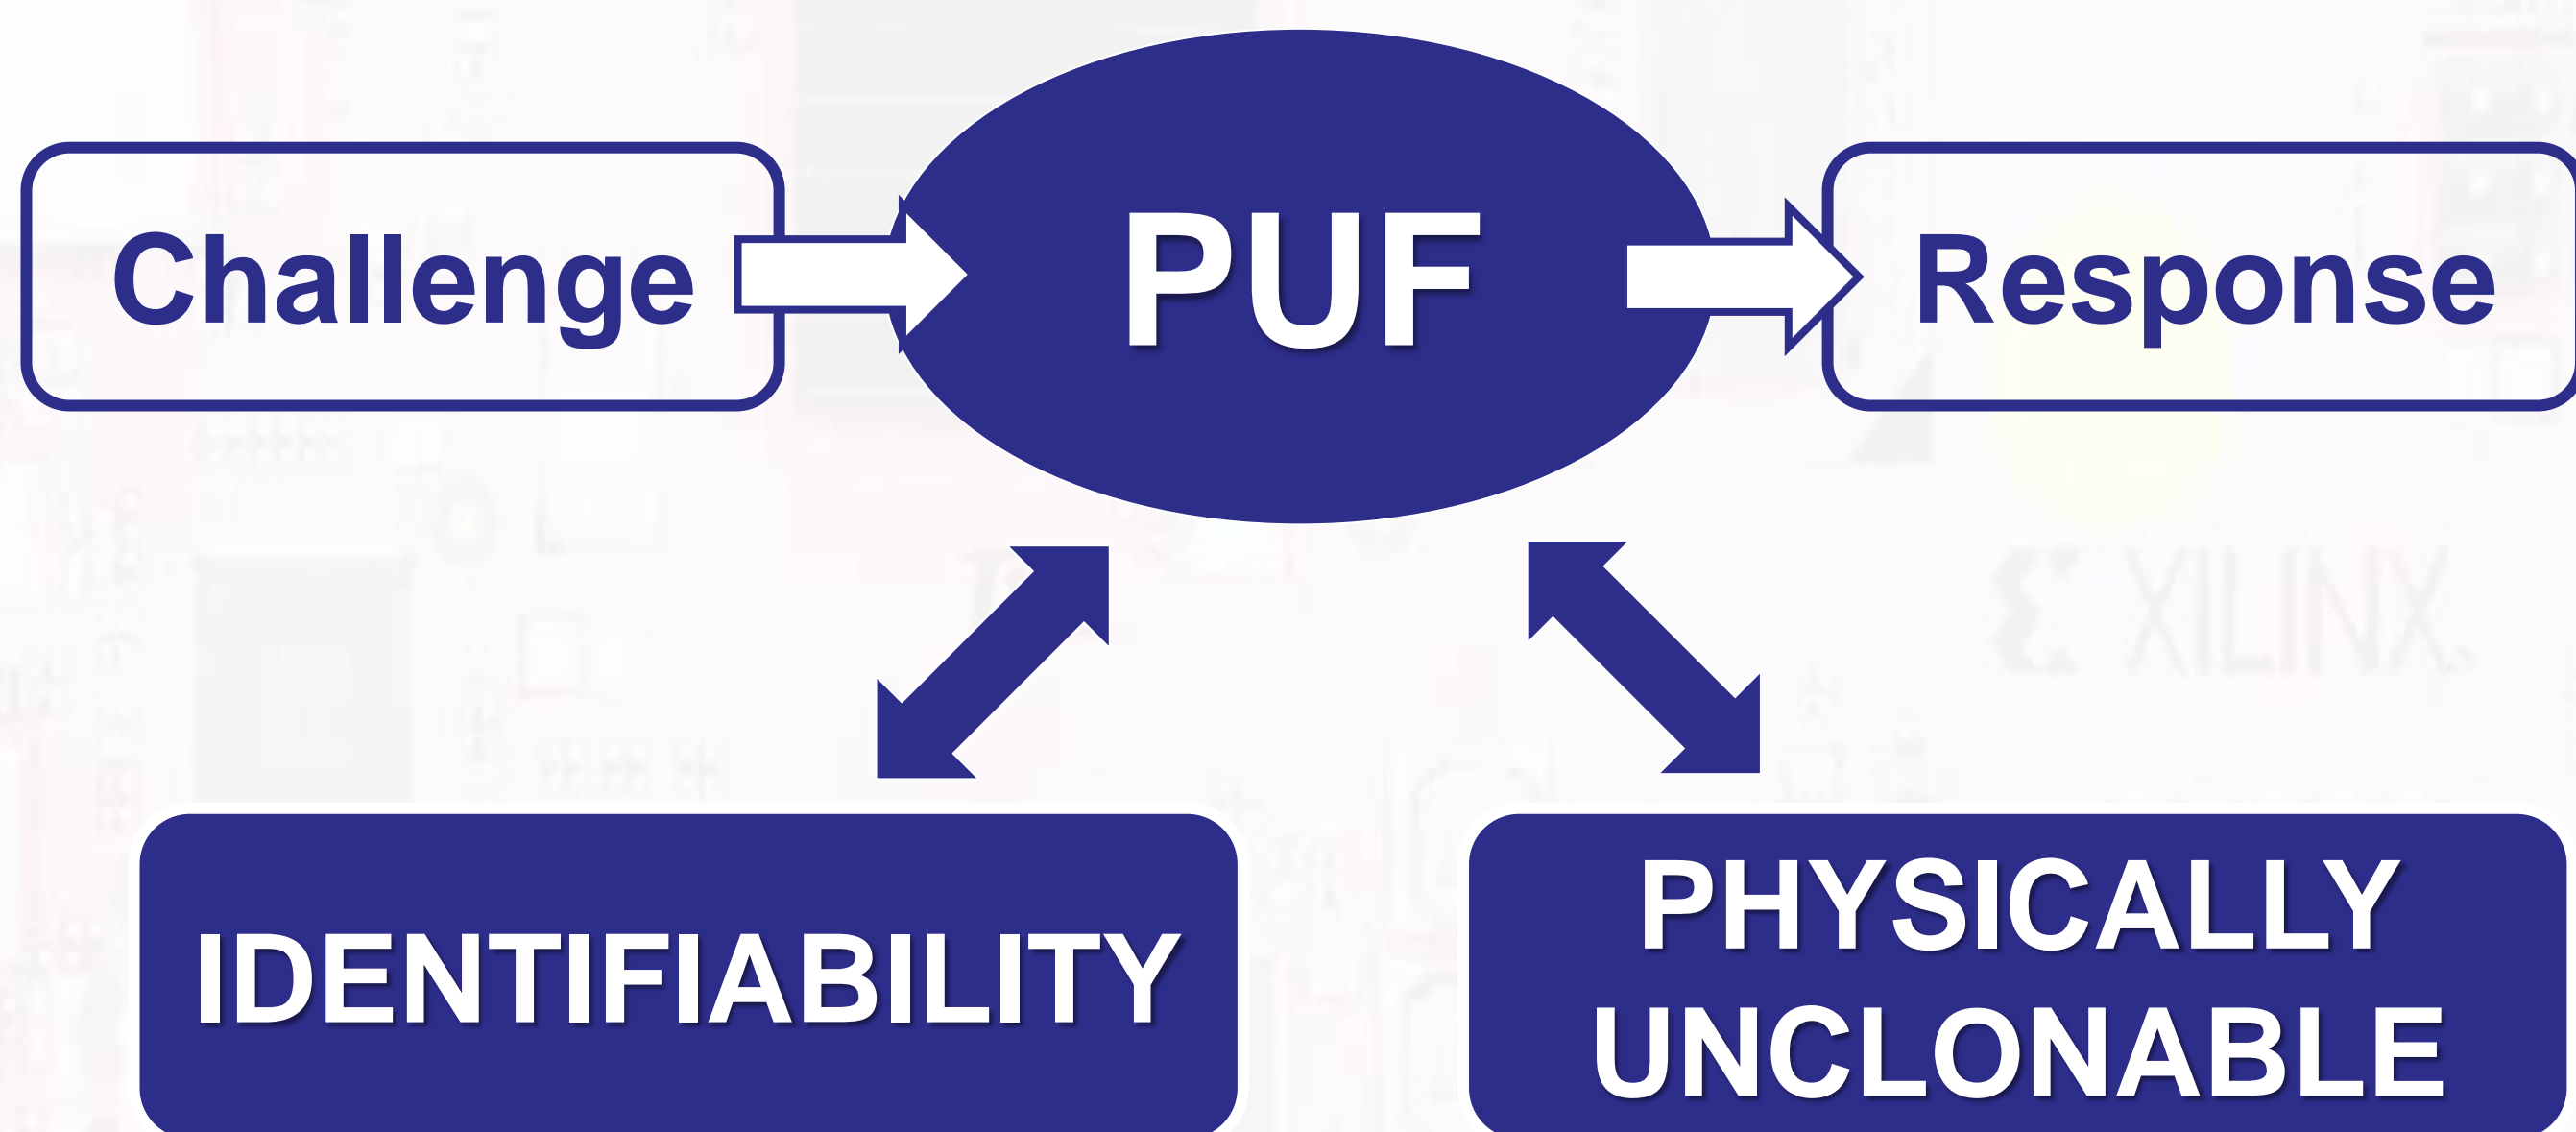 Challenge
PUF
Response
XILINX
IDENTIFIABILITY
PHYSICALLY
UNCLONABLE